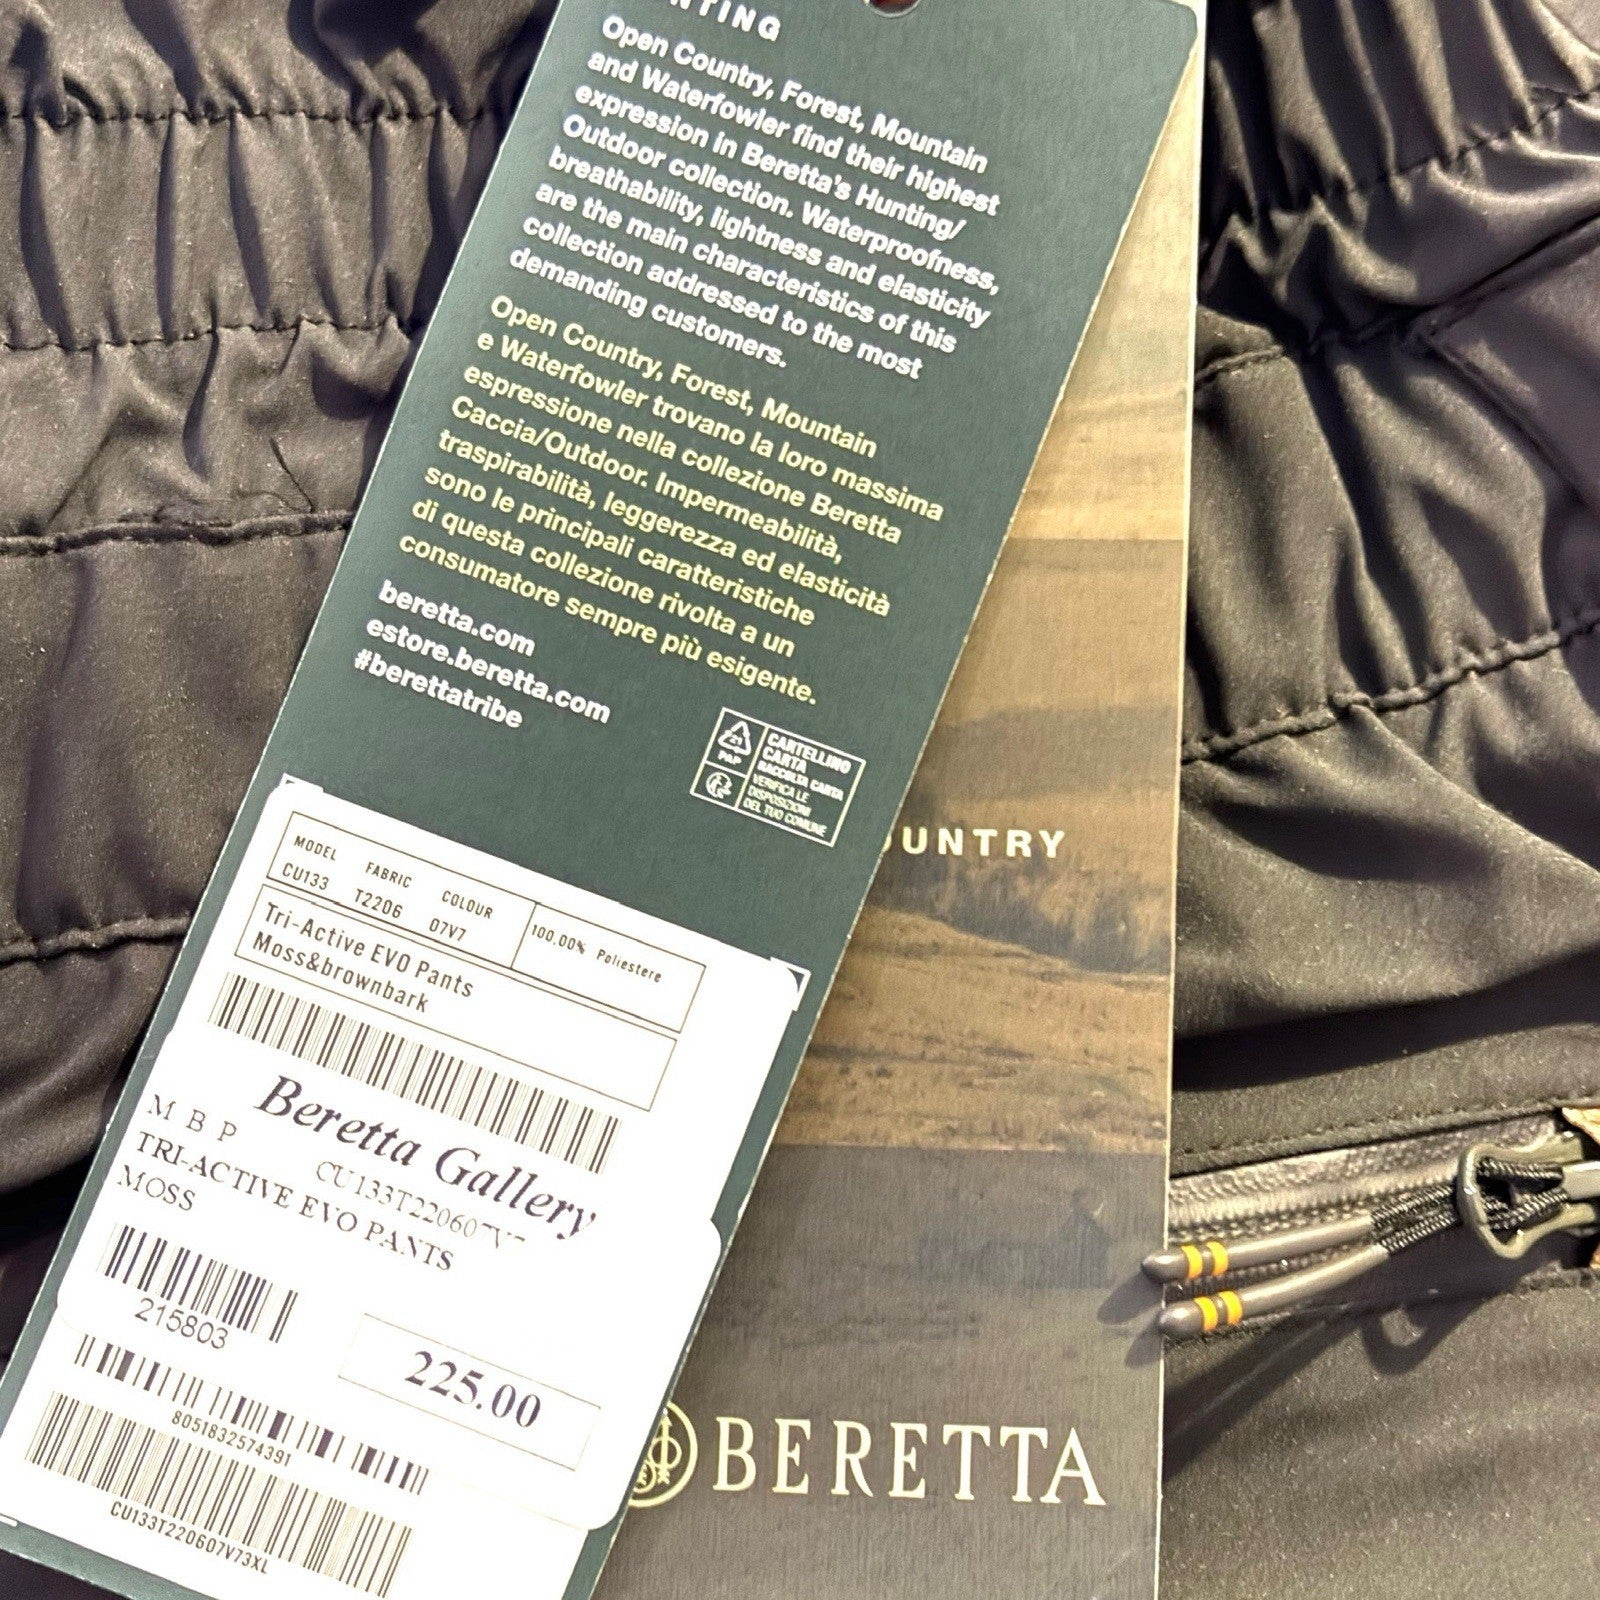 NTING
Open Country, Forest, Mountain
and Waterfowler find their highest
expression in Beretta's Hunting/
Outdoor collection. Waterproofness,
breathability, lightness and elasticity
are the main characteristics of this
collection addressed to the most
demanding customers.
Open Country, Forest, Mountain
e Waterfowler trovano la loro massima
espressione nella collezione Beretta
Caccia/Outdoor. Impermeabilità,
traspirabilità, leggerezza ed elasticità
sono le principali caratteristiche
di questa collezione rivolta a un
consumatore sempre più esigente.
beretta.com
estore.beretta.com
#berettatribe
21
PAP
CARTELLINO
CARTA
RACCOLTA CARTA
VERIFICA LE
DISPOSIZIONI
DEL TUO COMUNE
MODEL FABRIC COLOUR
CU133 T2206 07V7
100,00% Poliestere
Tri-Active EVO Pants
Moss&brownbark
Beretta Gallery
M B P
CU133T220607V7
TRI-ACTIVE EVO PANTS
MOSS
215803
225.00
8051832574391
CU133T220607V73XL
OUNTRY
BERETTA